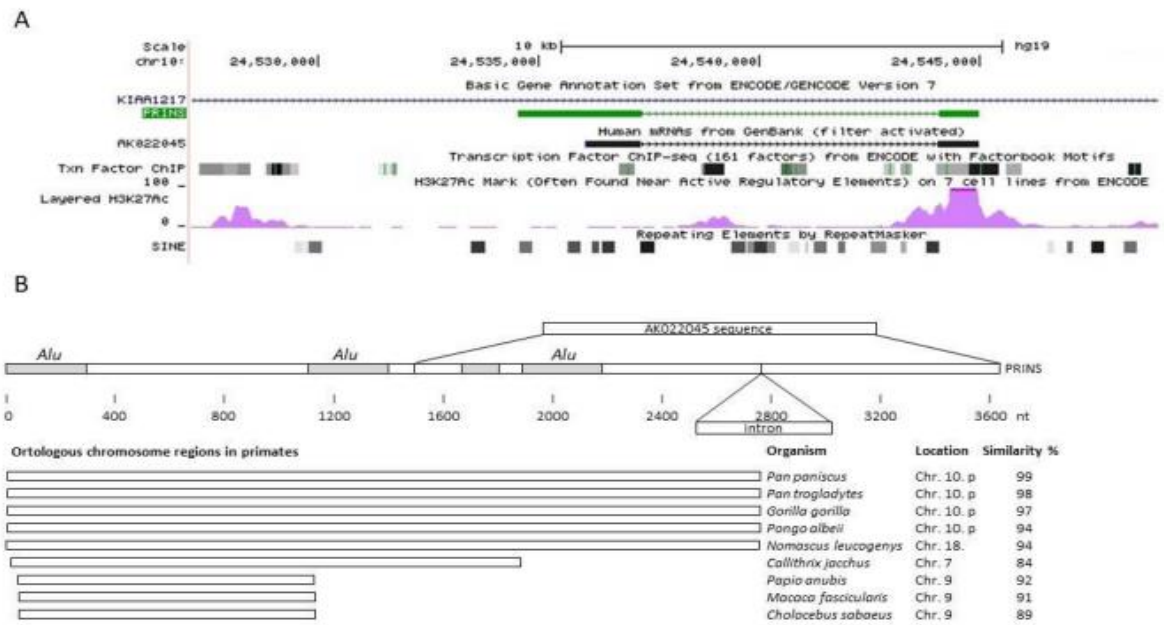 A
Scale 10 kb hg19
chr10: 24,530,000 24,535,000 24,540,000 24,545,000
Basic Gene Annotation Set from ENCODE/GENCODE Version 7
KIAA1217
PRINS
Human mRNAs from GenBank (filter activated)
AK022045
Transcription Factor ChIP-seq (161 factors) from ENCODE with Factorbook Motifs
Txn Factor ChIP
H3K27Ac Mark (Often Found Near Active Regulatory Elements) on 7 cell lines from ENCODE
100 _
Layered H3K27Ac
0 _
Repeating Elements by RepeatMasker
SINE
B
AK022045 sequence
Alu Alu Alu
PRINS
0 400 800 1200 1600 2000 2400 2800 3200 3600 nt
intron
Ortologous chromosome regions in primates Organism Location Similarity %
Pan paniscus Chr. 10. p 99
Pan trogladytes Chr. 10. p 98
Gorilla gorilla Chr. 10. p 97
Pongo albeii Chr. 10. p 94
Nomascus leucogenys Chr. 18. 94
Callithrix jacchus Chr. 7 84
Papio anubis Chr. 9 92
Macaca fascicularis Chr. 9 91
Cholocebus sabaeus Chr. 9 89